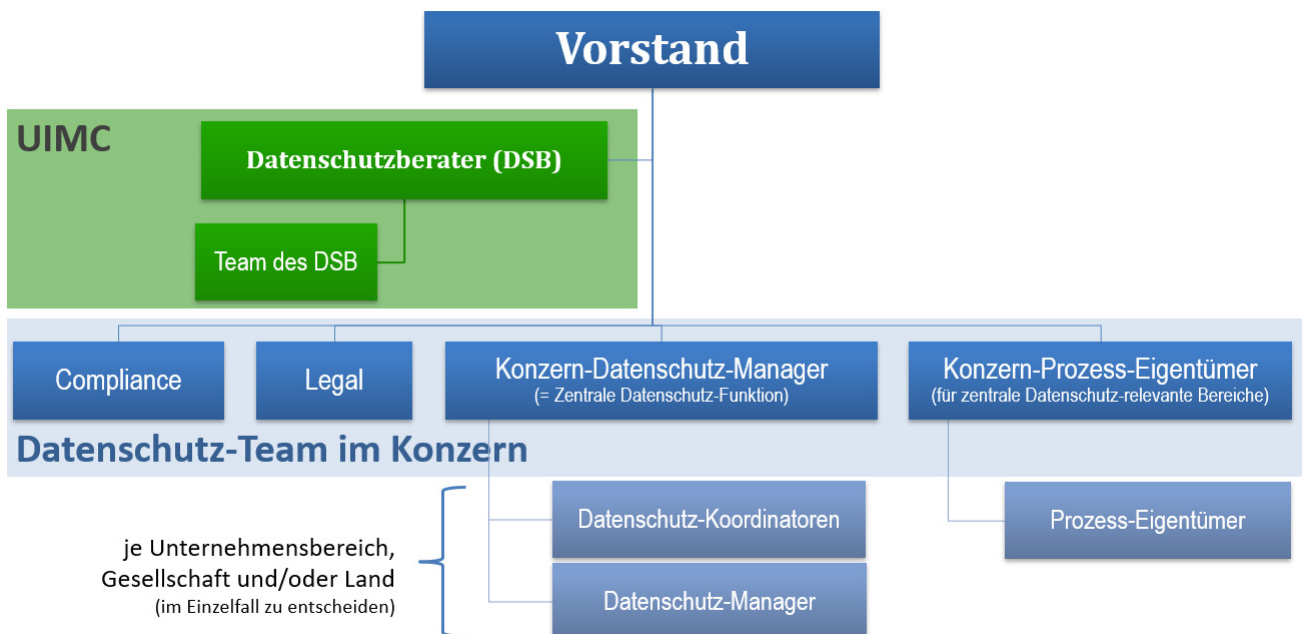 Vorstand
UIMC
Datenschutzberater (DSB)
Team des DSB
Compliance
Legal
Konzern-Datenschutz-Manager
(= Zentrale Datenschutz-Funktion)
Konzern-Prozess-Eigentümer
(für zentrale Datenschutz-relevante Bereiche)
Datenschutz-Team im Konzern
je Unternehmensbereich,
Gesellschaft und/oder Land
(im Einzelfall zu entscheiden)
Datenschutz-Koordinatoren
Prozess-Eigentümer
Datenschutz-Manager